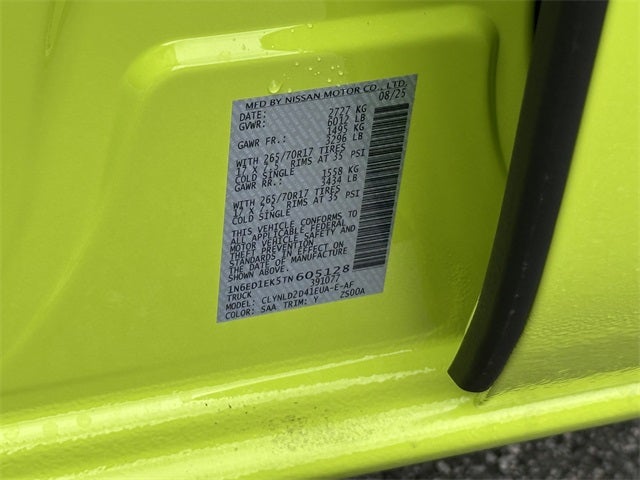 MFD BY NISSAN MOTOR CO., LTD.
DATE: 08/25
GVWR: 2727 KG
6012 LB
GAWR FR.: 1495 KG
3296 LB
WITH 265/70R17 TIRES
17 X 7.5 RIMS AT 35 PSI
COLD SINGLE
GAWR RR.: 1558 KG
3434 LB
WITH 265/70R17 TIRES
17 X 7.5 RIMS AT 35 PSI
COLD SINGLE
THIS VEHICLE CONFORMS TO
ALL APPLICABLE FEDERAL
MOTOR VEHICLE SAFETY AND
THEFT PREVENTION
STANDARDS IN EFFECT ON
THE DATE OF MANUFACTURE
SHOWN ABOVE.
1N6ED1EK5TN605128
TRUCK 391077
MODEL: CLYNLD2D41EUA-E-AF
COLOR: SAA TRIM: Y 2S00A